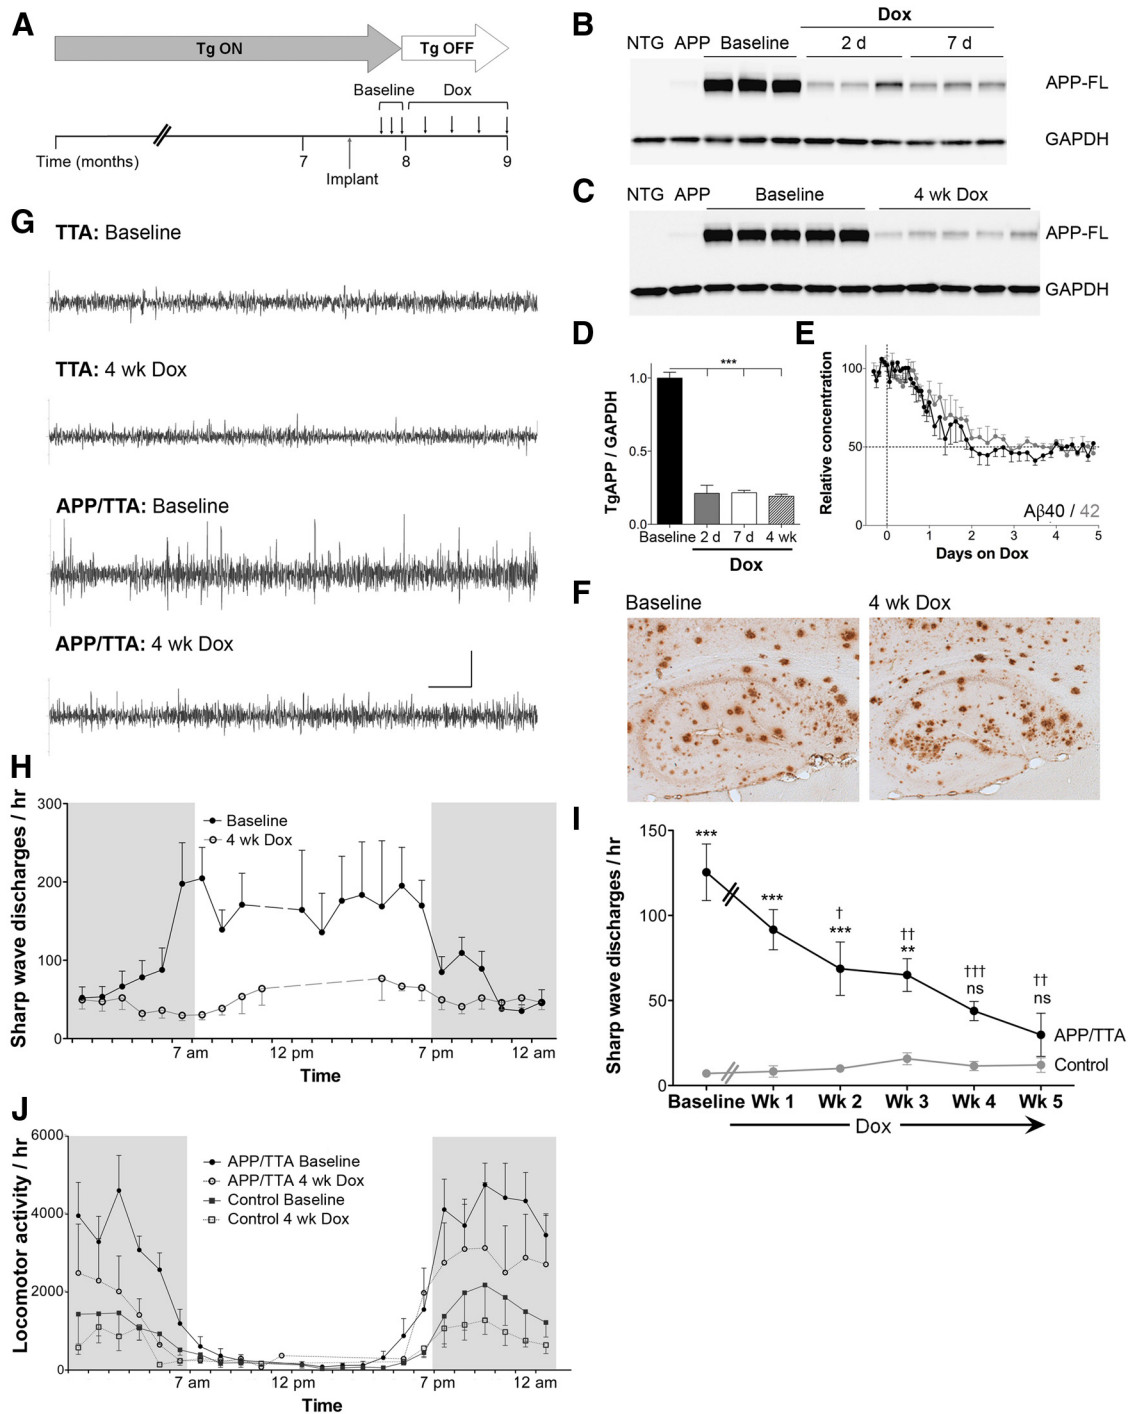 A
Tg ON
Tg OFF
Baseline
Dox
Time (months)
7
8
9
Implant
B
Dox
NTG
APP
Baseline
2 d
7 d
APP-FL
GAPDH
C
NTG
APP
Baseline
4 wk Dox
APP-FL
GAPDH
D
TgAPP / GAPDH
1.0
0.5
0.0
***
Baseline
2 d
7 d
4 wk
Dox
E
Relative concentration
100
50
0
Aβ40 / 42
0
1
2
3
4
5
Days on Dox
F
Baseline
4 wk Dox
G
TTA: Baseline
TTA: 4 wk Dox
APP/TTA: Baseline
APP/TTA: 4 wk Dox
H
Sharp wave discharges / hr
300
200
100
0
Baseline
4 wk Dox
7 am
12 pm
7 pm
12 am
Time
I
Sharp wave discharges / hr
150
100
50
0
***
***
†
***
††
**
†††
ns
††
ns
APP/TTA
Control
Baseline
Wk 1
Wk 2
Wk 3
Wk 4
Wk 5
Dox
J
Locomotor activity / hr
6000
4000
2000
0
APP/TTA Baseline
APP/TTA 4 wk Dox
Control Baseline
Control 4 wk Dox
7 am
12 pm
7 pm
12 am
Time